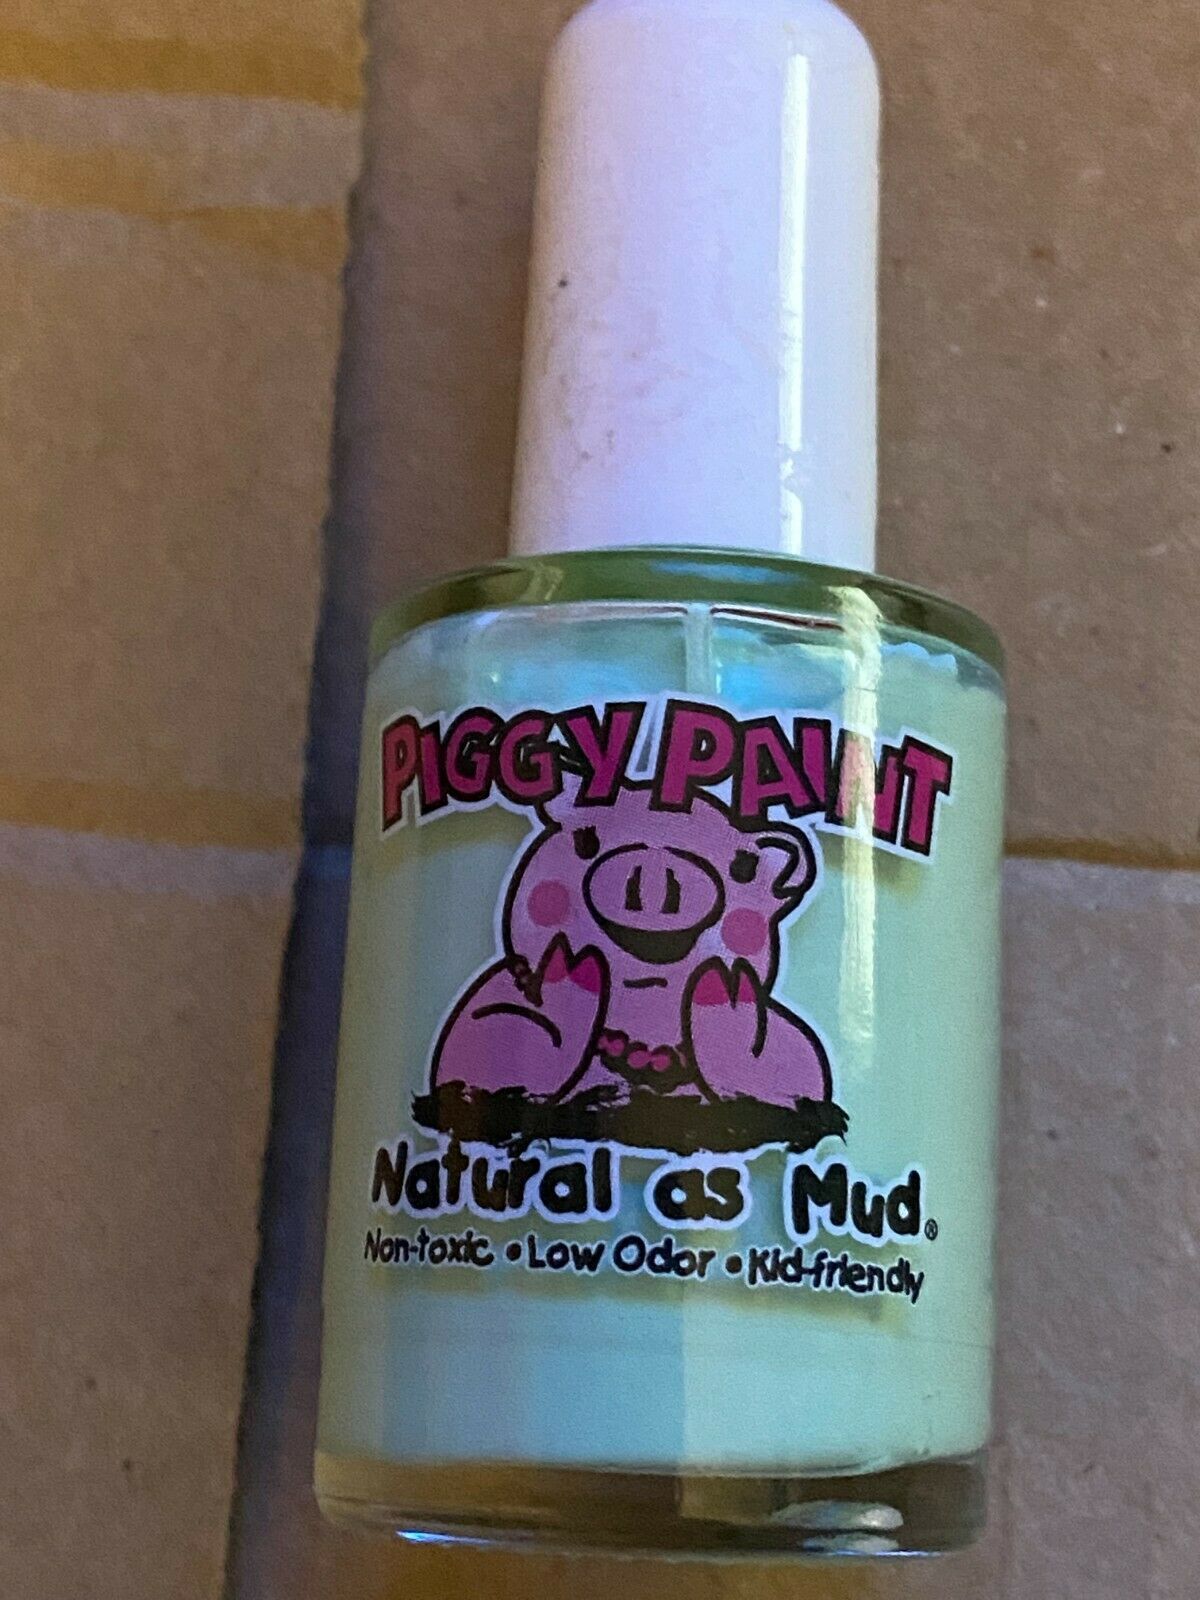 PIGGY PAINT
Natural as Mud®
Non-toxic • Low Odor • Kid-friendly